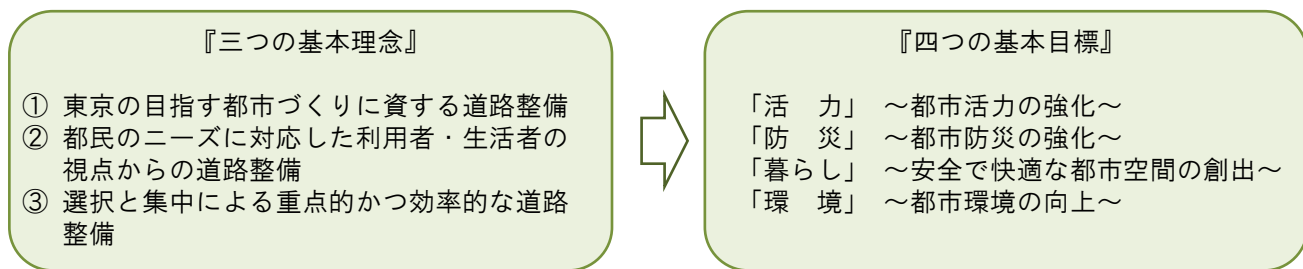 『三つの基本理念』
① 東京の目指す都市づくりに資する道路整備
② 都民のニーズに対応した利用者・生活者の
視点からの道路整備
③ 選択と集中による重点的かつ効率的な道路
整備
『四つの基本目標』
「活　力」 ～都市活力の強化～
「防　災」 ～都市防災の強化～
「暮らし」 ～安全で快適な都市空間の創出～
「環　境」 ～都市環境の向上～